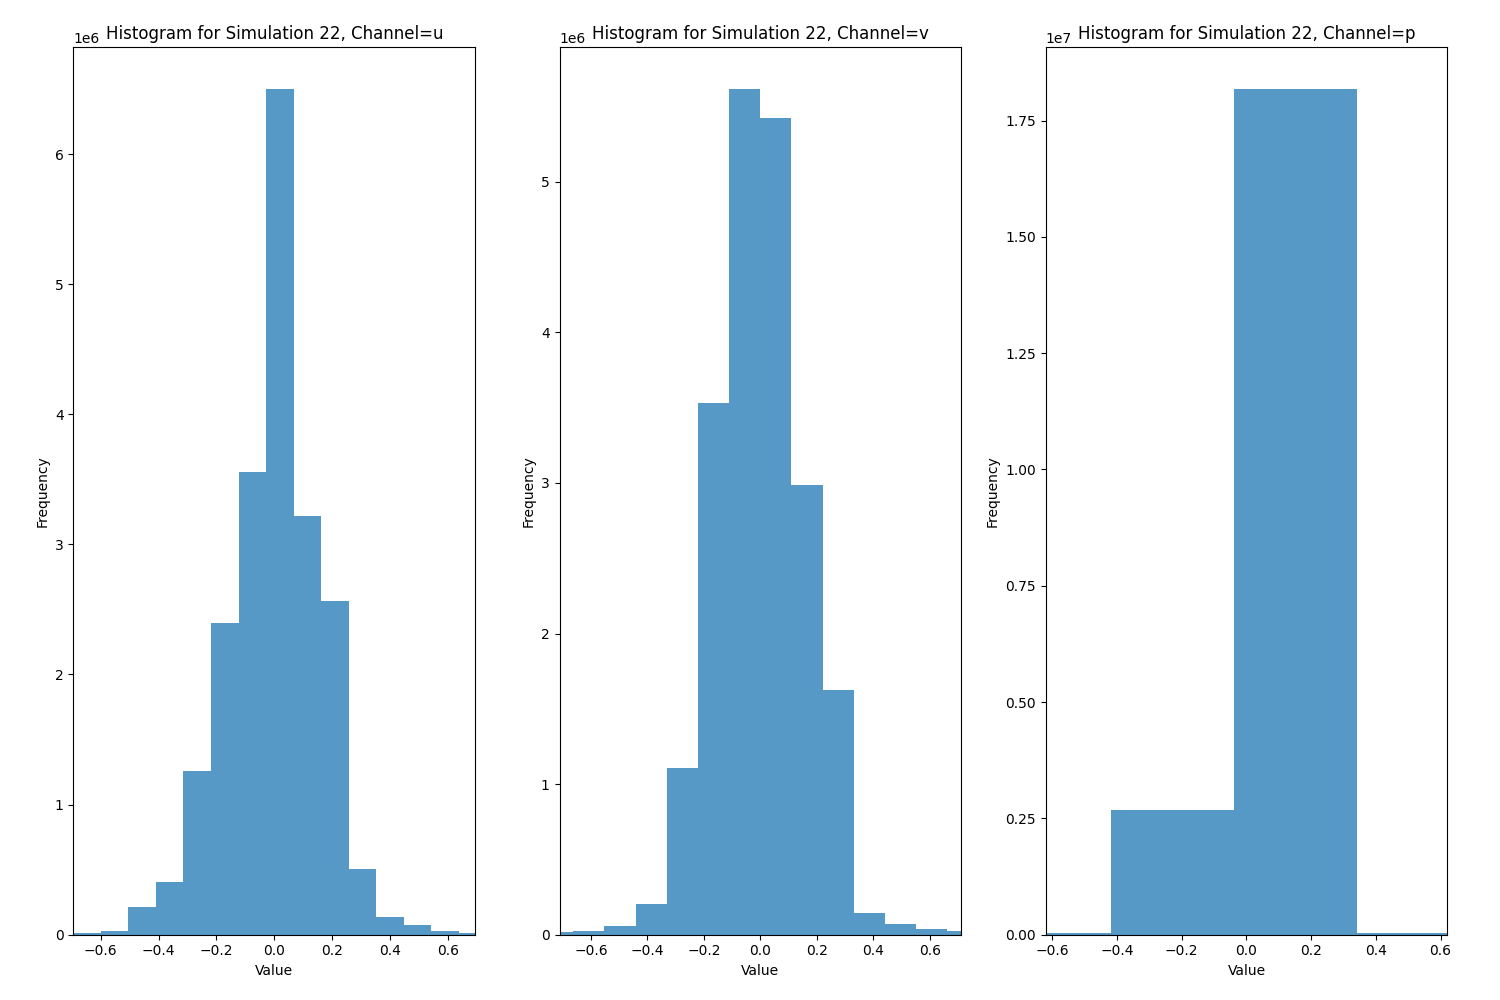 Histogram for Simulation 22, Channel=u
1e6
6
5
4
3
2
1
0
Frequency
−0.6 −0.4 −0.2 0.0 0.2 0.4 0.6
Value
Histogram for Simulation 22, Channel=v
1e6
5
4
3
2
1
0
Frequency
−0.6 −0.4 −0.2 0.0 0.2 0.4 0.6
Value
Histogram for Simulation 22, Channel=p
1e7
1.75
1.50
1.25
1.00
0.75
0.50
0.25
0.00
Frequency
−0.6 −0.4 −0.2 0.0 0.2 0.4 0.6
Value